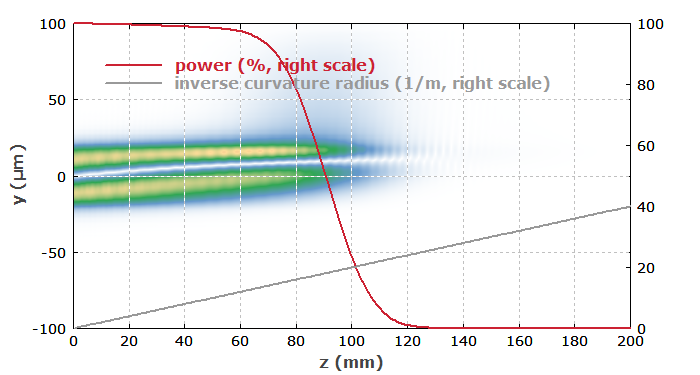 100 100
power (%, right scale)
inverse curvature radius (1/m, right scale)
80
50
60
y (µm)
0
40
-50
20
-100 0
0 20 40 60 80 100 120 140 160 180 200
z (mm)